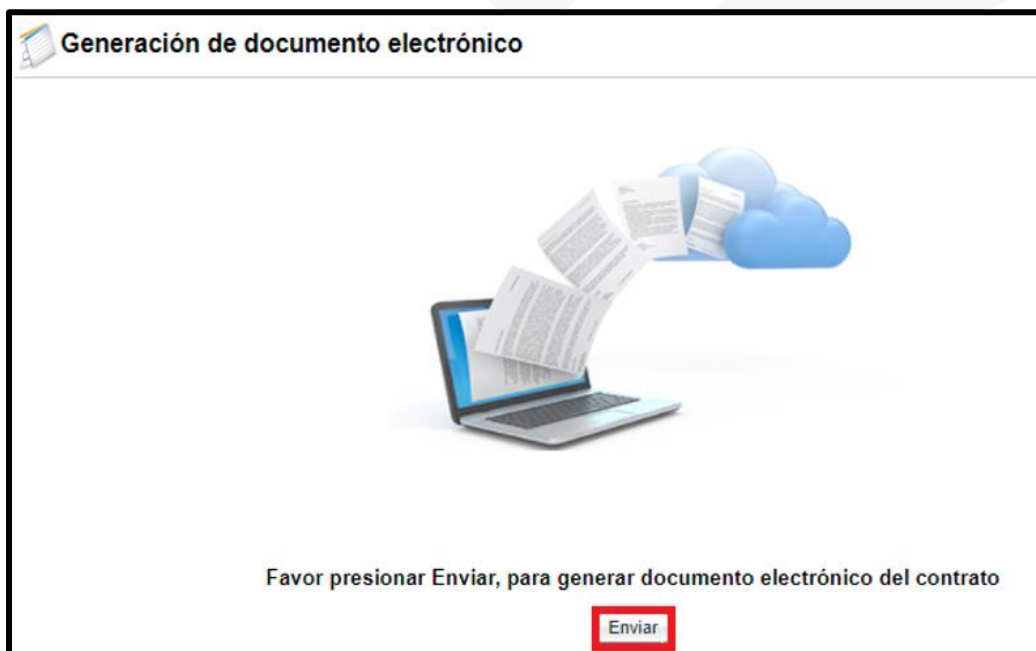 Generación de documento electrónico
Favor presionar Enviar, para generar documento electrónico del contrato
Enviar